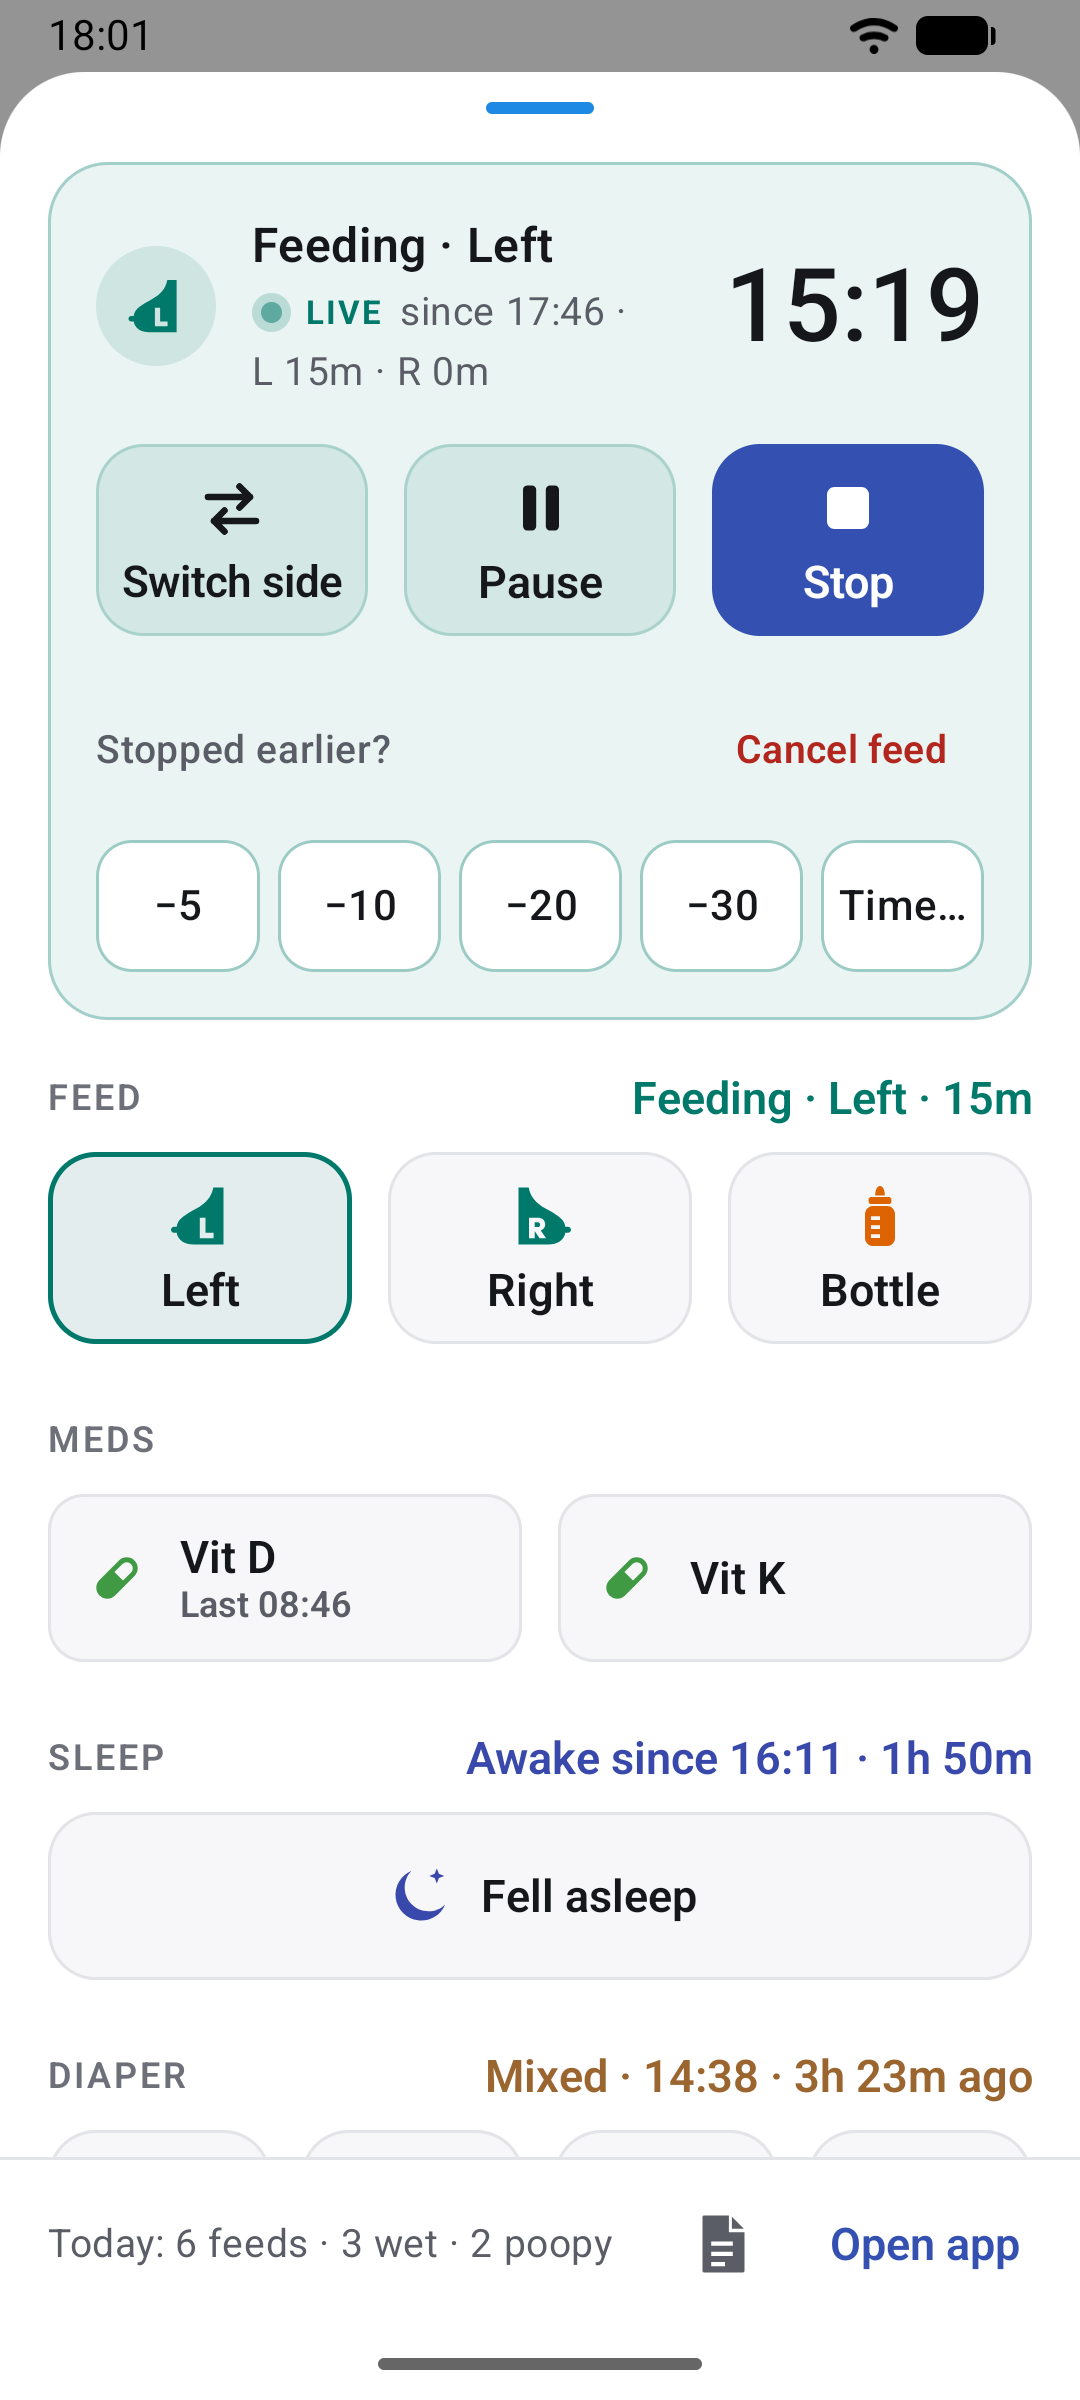 18:01
Feeding · Left
LIVE since 17:46 ·
L 15m · R 0m
15:19
L
Switch side
Pause
Stop
Stopped earlier?
Cancel feed
−5
−10
−20
−30
Time…
FEED
Feeding · Left · 15m
L
R
Left
Right
Bottle
MEDS
Vit D
Last 08:46
Vit K
SLEEP
Awake since 16:11 · 1h 50m
Fell asleep
DIAPER
Mixed · 14:38 · 3h 23m ago
Today: 6 feeds · 3 wet · 2 poopy
Open app